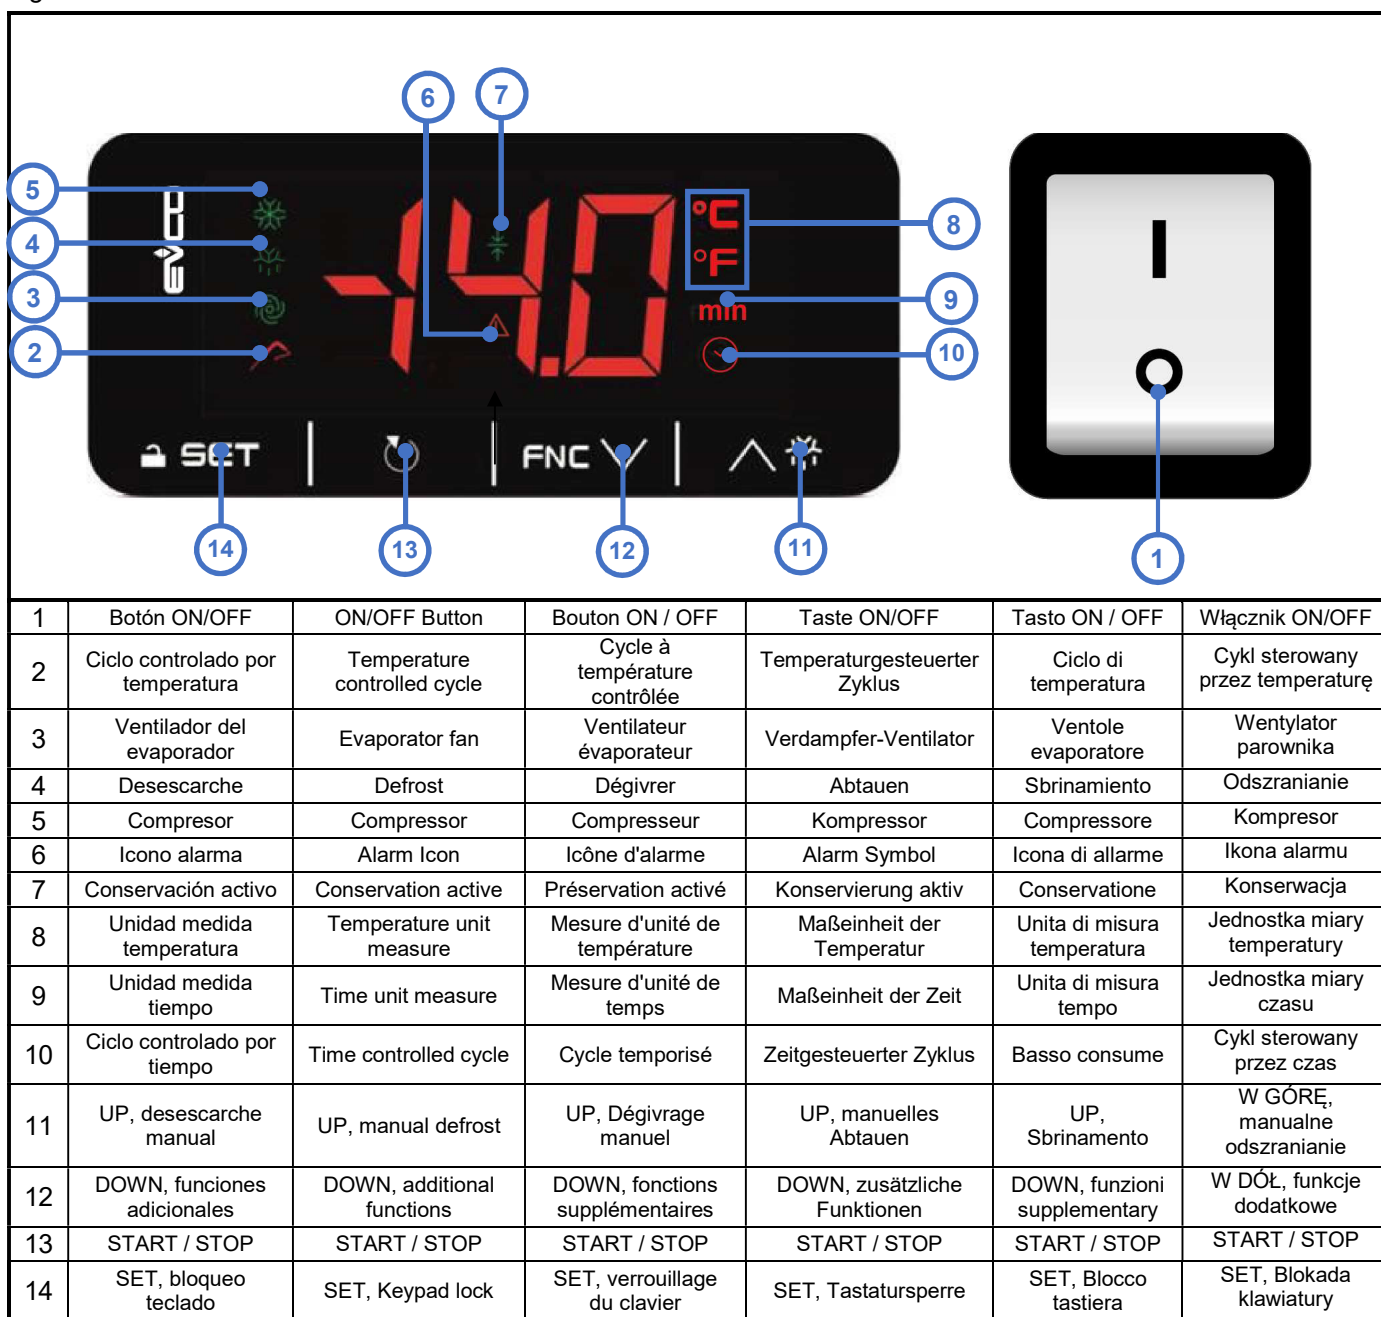 6 7
5
4
3
2
EVCO
-14.0
°C
°F
min
8
9
10
SET
FNC
14 13 12 11 1
1 Botón ON/OFF ON/OFF Button Bouton ON / OFF Taste ON/OFF Tasto ON / OFF Włącznik ON/OFF
2 Ciclo controlado por temperatura Temperature controlled cycle Cycle à température contrôlée Temperaturgesteuerter Zyklus Ciclo di temperatura Cykl sterowany przez temperaturę
3 Ventilador del evaporador Evaporator fan Ventilateur évaporateur Verdampfer-Ventilator Ventole evaporatore Wentylator parownika
4 Desescarche Defrost Dégivrer Abtauen Sbrinamiento Odszranianie
5 Compresor Compressor Compresseur Kompressor Compressore Kompresor
6 Icono alarma Alarm Icon Icône d'alarme Alarm Symbol Icona di allarme Ikona alarmu
7 Conservación activo Conservation active Préservation activé Konservierung aktiv Conservatione Konserwacja
8 Unidad medida temperatura Temperature unit measure Mesure d'unité de température Maßeinheit der Temperatur Unita di misura temperatura Jednostka miary temperatury
9 Unidad medida tiempo Time unit measure Mesure d'unité de temps Maßeinheit der Zeit Unita di misura tempo Jednostka miary czasu
10 Ciclo controlado por tiempo Time controlled cycle Cycle temporisé Zeitgesteuerter Zyklus Basso consume Cykl sterowany przez czas
11 UP, desescarche manual UP, manual defrost UP, Dégivrage manuel UP, manuelles Abtauen UP, Sbrinamento W GÓRĘ, manualne odszranianie
12 DOWN, funciones adicionales DOWN, additional functions DOWN, fonctions supplémentaires DOWN, zusätzliche Funktionen DOWN, funzioni supplementary W DÓŁ, funkcje dodatkowe
13 START / STOP START / STOP START / STOP START / STOP START / STOP START / STOP
14 SET, bloqueo teclado SET, Keypad lock SET, verrouillage du clavier SET, Tastatursperre SET, Blocco tastiera SET, Blokada klawiatury